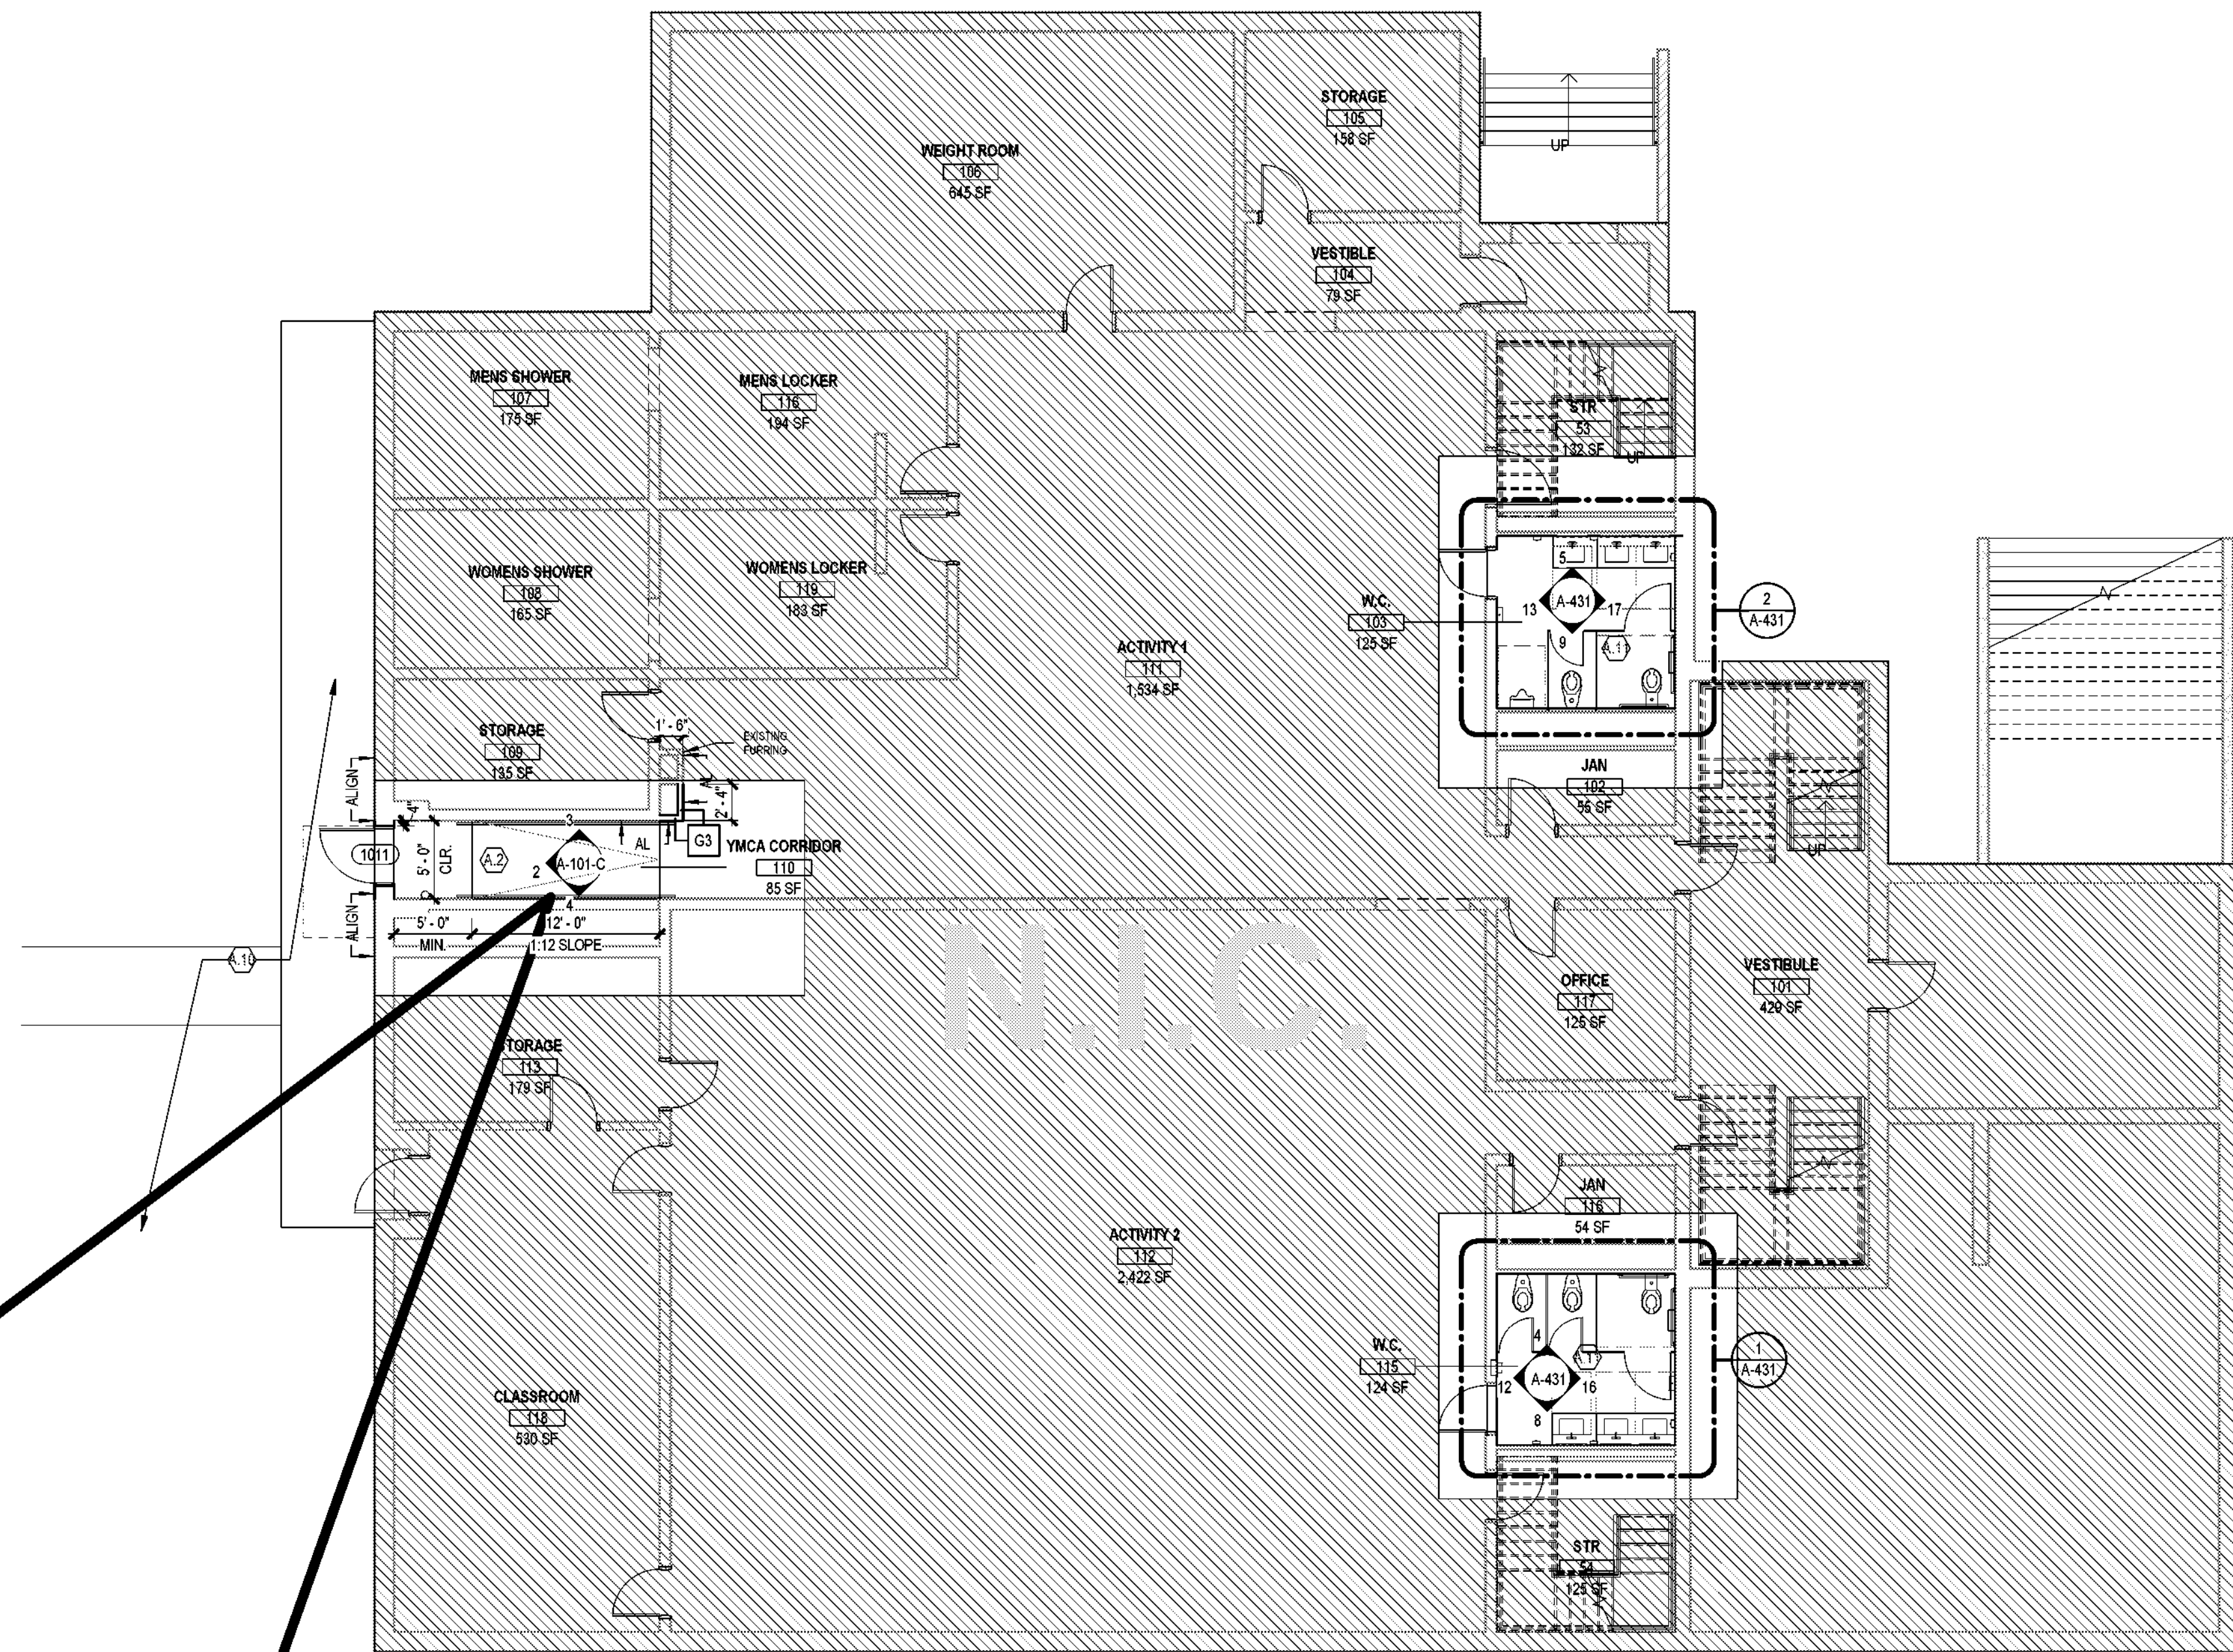 STORAGE
105
158 SF
UP
WEIGHT ROOM
106
645 SF
VESTIBLE
104
79 SF
MENS SHOWER
107
175 SF
MENS LOCKER
116
194 SF
STR
53
132 SF
UP
WOMENS SHOWER
108
165 SF
WOMENS LOCKER
119
183 SF
5
13
A-431
17
9
A.11
W.C.
103
125 SF
2
A-431
ACTIVITY 1
111
1,534 SF
STORAGE
109
135 SF
1' - 6"
EXISTING
FURRING
AL
2' - 4"
JAN
102
55 SF
UP
ALIGN
4"
3
1011
5' - 0"
CLR.
A.2
2
A-101-C
AL
G3
YMCA CORRIDOR
110
85 SF
4
ALIGN
5' - 0"
MIN.
12' - 0"
1:12 SLOPE
A.10
N.I.C.
OFFICE
117
125 SF
VESTIBULE
101
429 SF
STORAGE
113
179 SF
JAN
116
54 SF
ACTIVITY 2
112
2,422 SF
W.C.
115
124 SF
4
12
A-431
16
8
1
A-431
CLASSROOM
118
530 SF
STR
54
125 SF